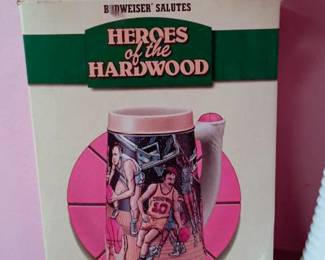 BUDWEISER® SALUTES
HEROES
of the
HARDWOOD
10